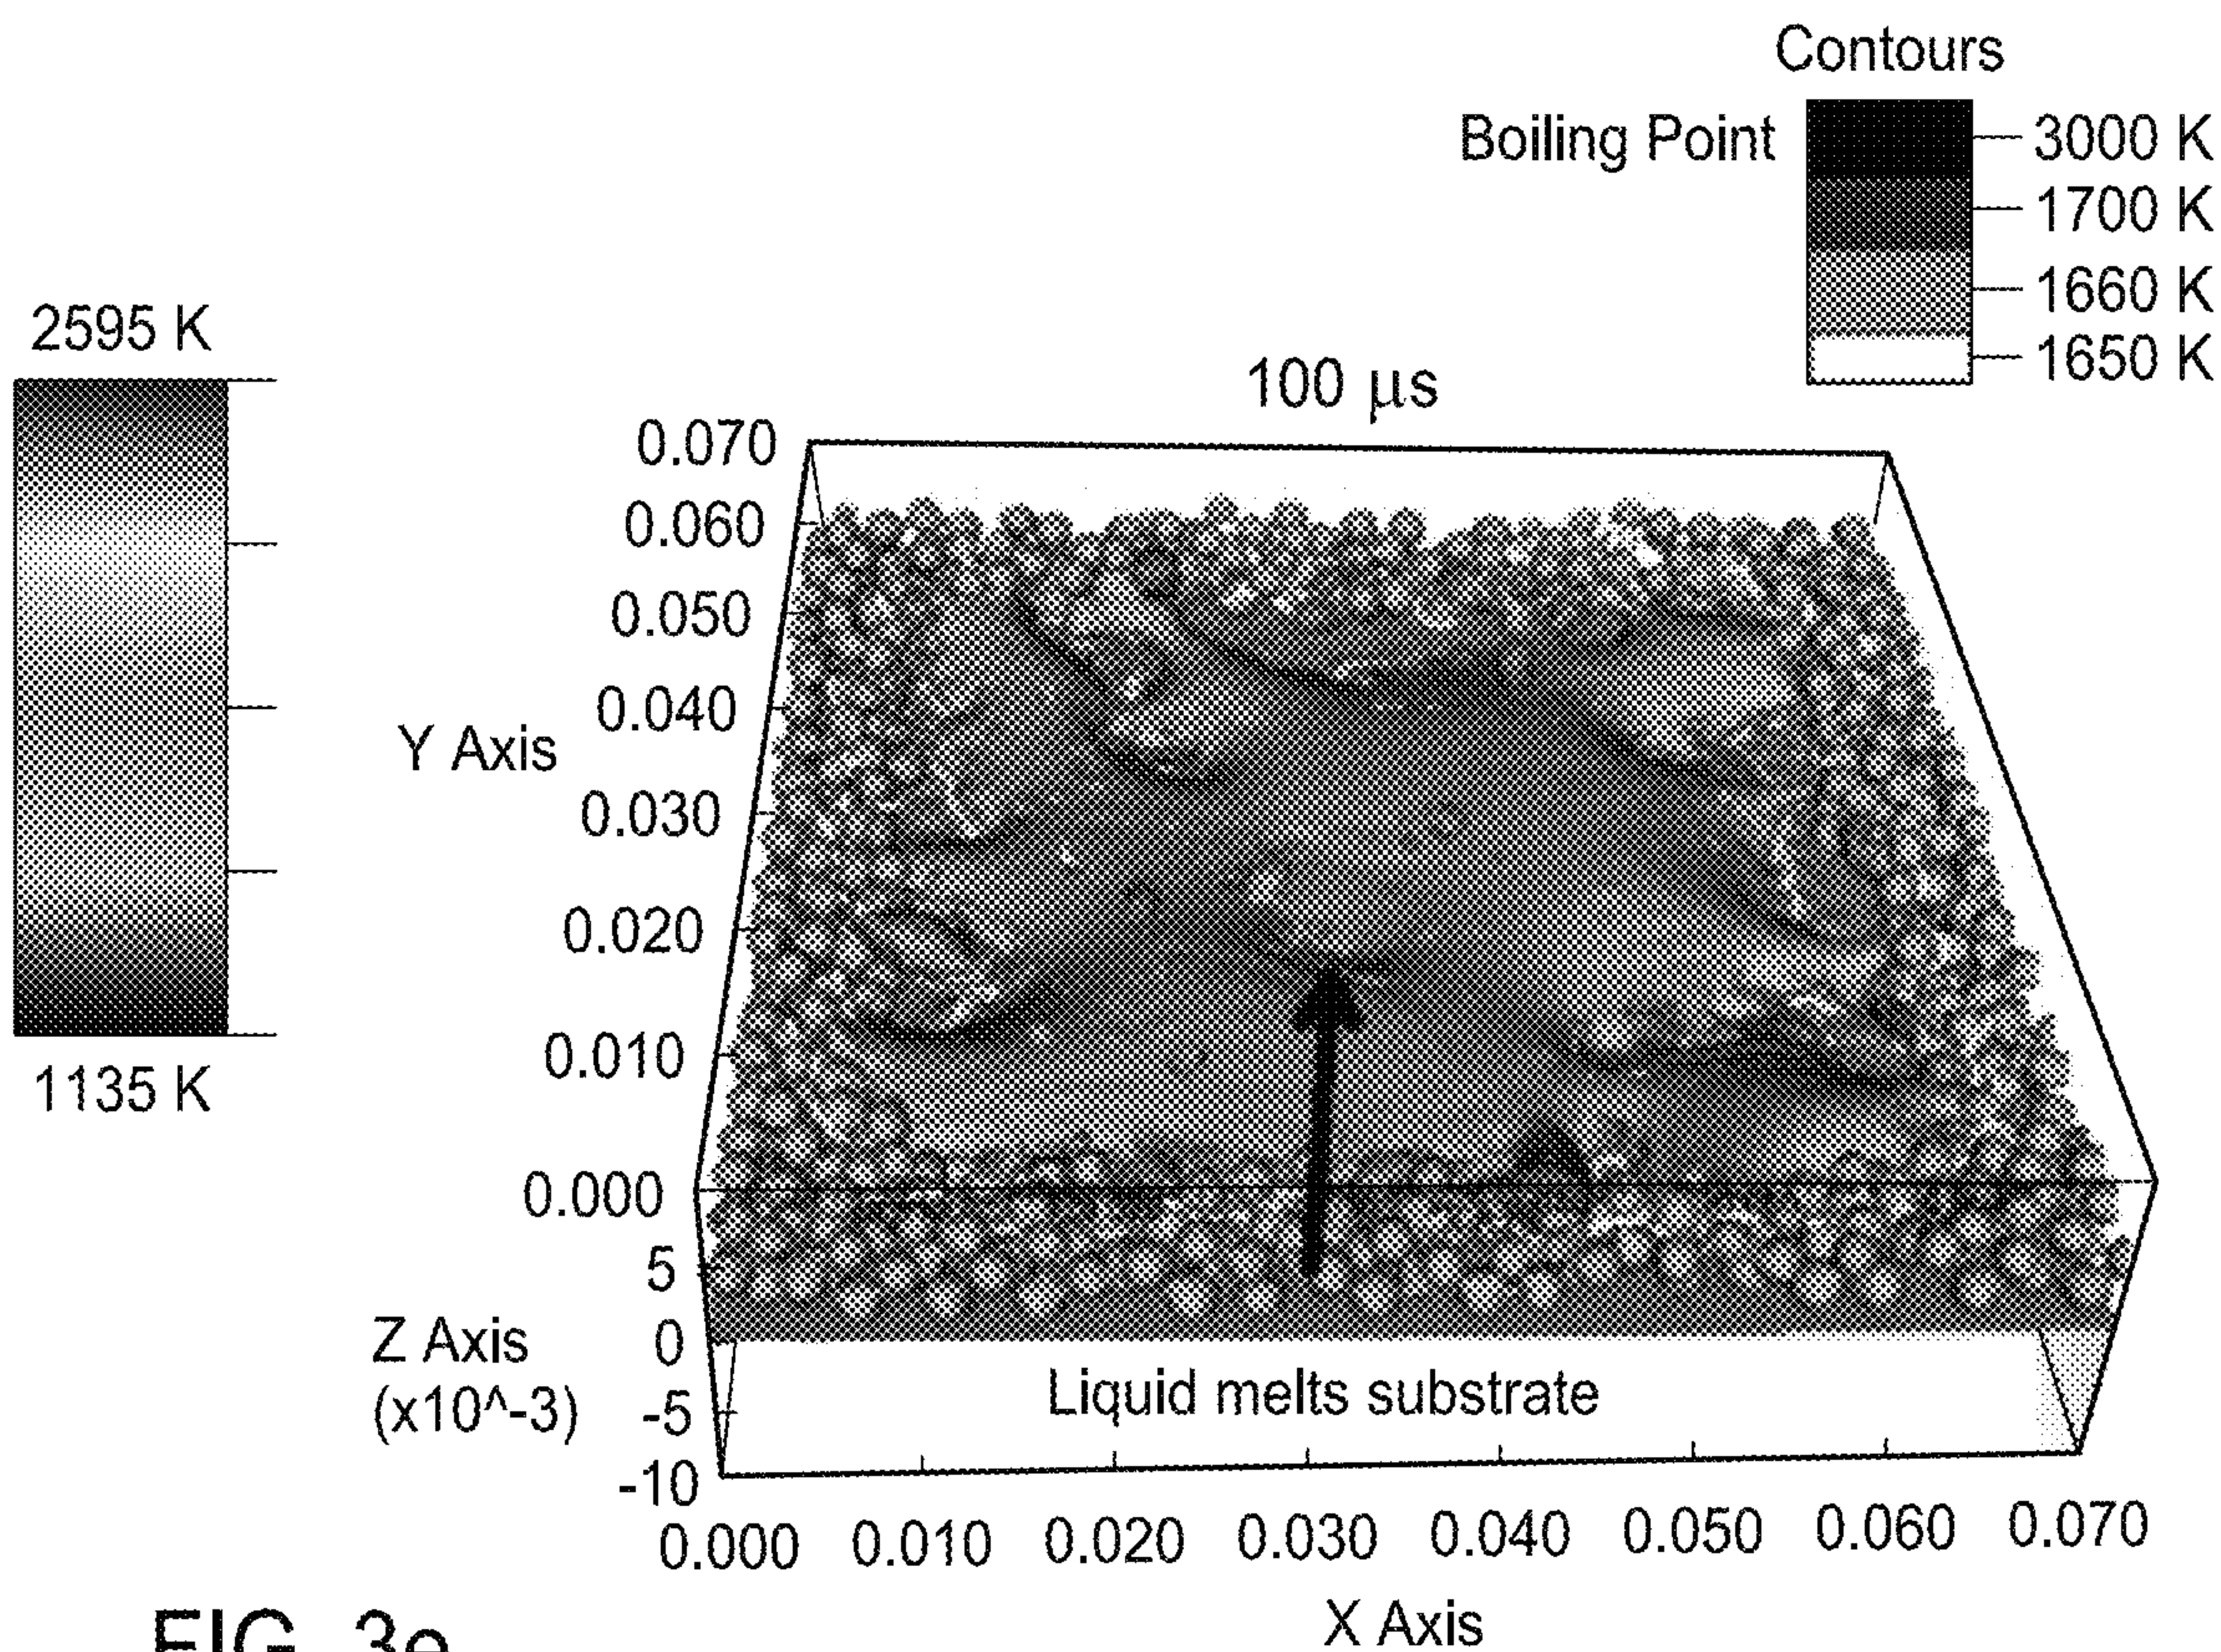 Contours
Boiling Point
3000 K
1700 K
1660 K
1650 K
2595 K
1135 K
100 μs
0.070
0.060
0.050
0.040
Y Axis
0.030
0.020
0.010
0.000
5
Z Axis
(x10^-3)
0
-5
-10
Liquid melts substrate
0.000 0.010 0.020 0.030 0.040 0.050 0.060 0.070
X Axis
FIG. 3e